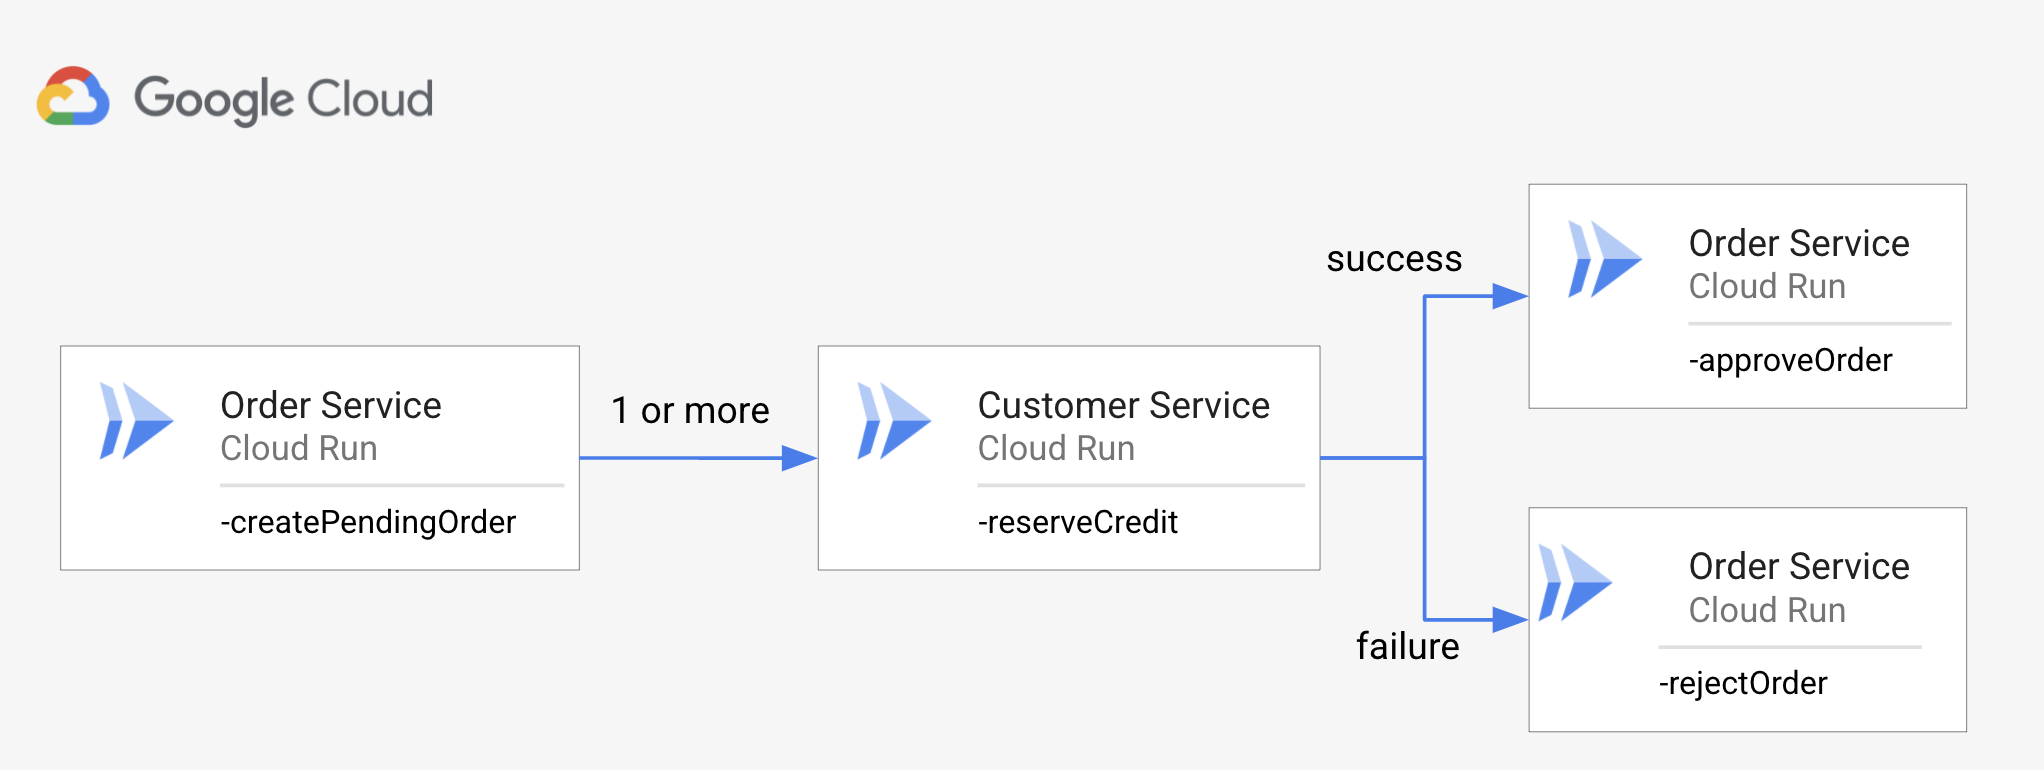 Google Cloud
Order Service
Cloud Run
-createPendingOrder
1 or more
Customer Service
Cloud Run
-reserveCredit
success
Order Service
Cloud Run
-approveOrder
failure
Order Service
Cloud Run
-rejectOrder